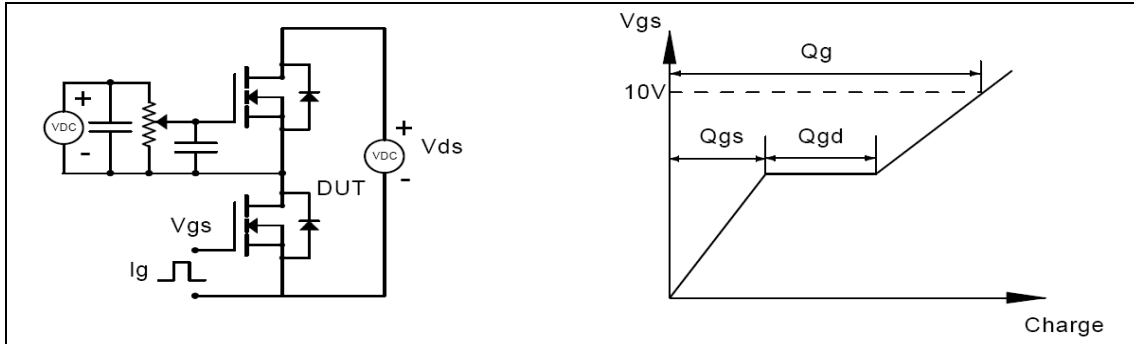 +
VDC
-
+
VDC
-
Vds
DUT
Vgs
Ig
Vgs
Qg
10V
Qgs
Qgd
Charge